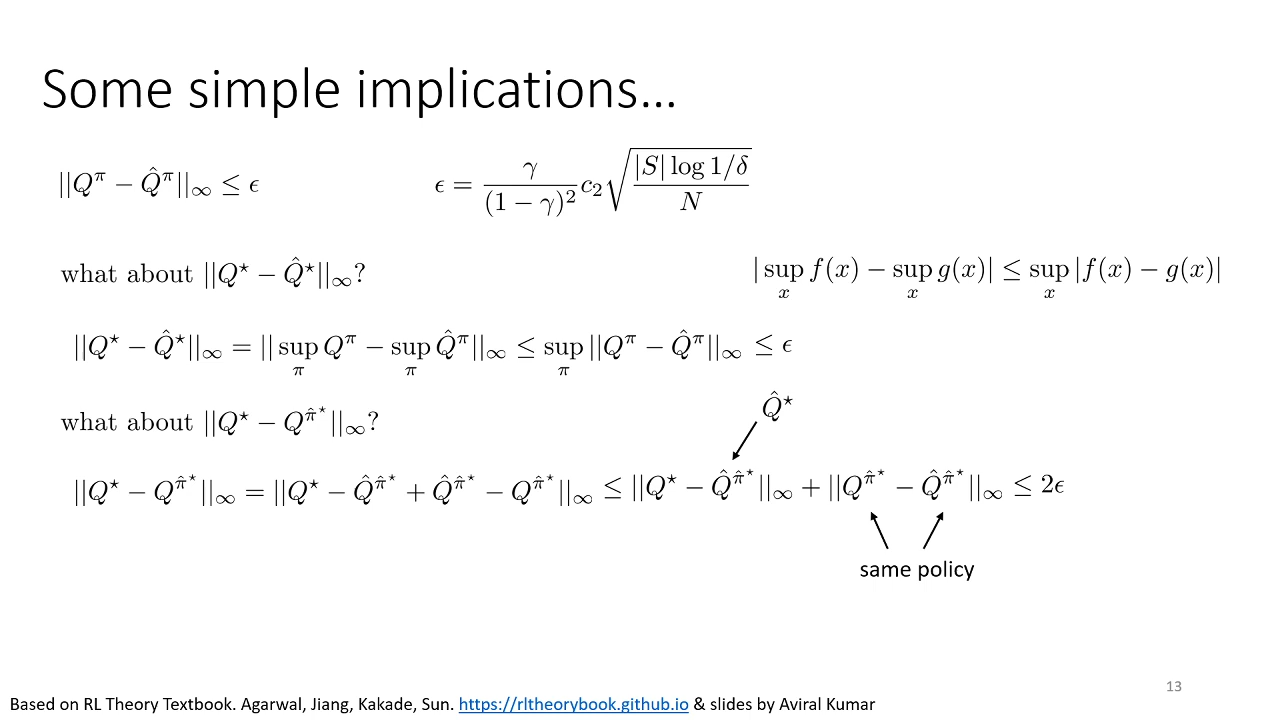 Some simple implications...
||Q^π − Q̂^π||_∞ ≤ ϵ
ϵ = γ/(1 − γ)² c₂ √(|S| log 1/δ / N)
what about ||Q⋆ − Q̂⋆||_∞?
| sup_x f(x) − sup_x g(x)| ≤ sup_x |f(x) − g(x)|
||Q⋆ − Q̂⋆||_∞ = || sup_π Q^π − sup_π Q̂^π||_∞ ≤ sup_π ||Q^π − Q̂^π||_∞ ≤ ϵ
what about ||Q⋆ − Q^{π̂⋆}||_∞?
Q̂⋆
||Q⋆ − Q^{π̂⋆}||_∞ = ||Q⋆ − Q̂^{π̂⋆} + Q̂^{π̂⋆} − Q^{π̂⋆}||_∞ ≤ ||Q⋆ − Q̂^{π̂⋆}||_∞ + ||Q^{π̂⋆} − Q̂^{π̂⋆}||_∞ ≤ 2ϵ
same policy
13
Based on RL Theory Textbook. Agarwal, Jiang, Kakade, Sun. https://rltheorybook.github.io & slides by Aviral Kumar